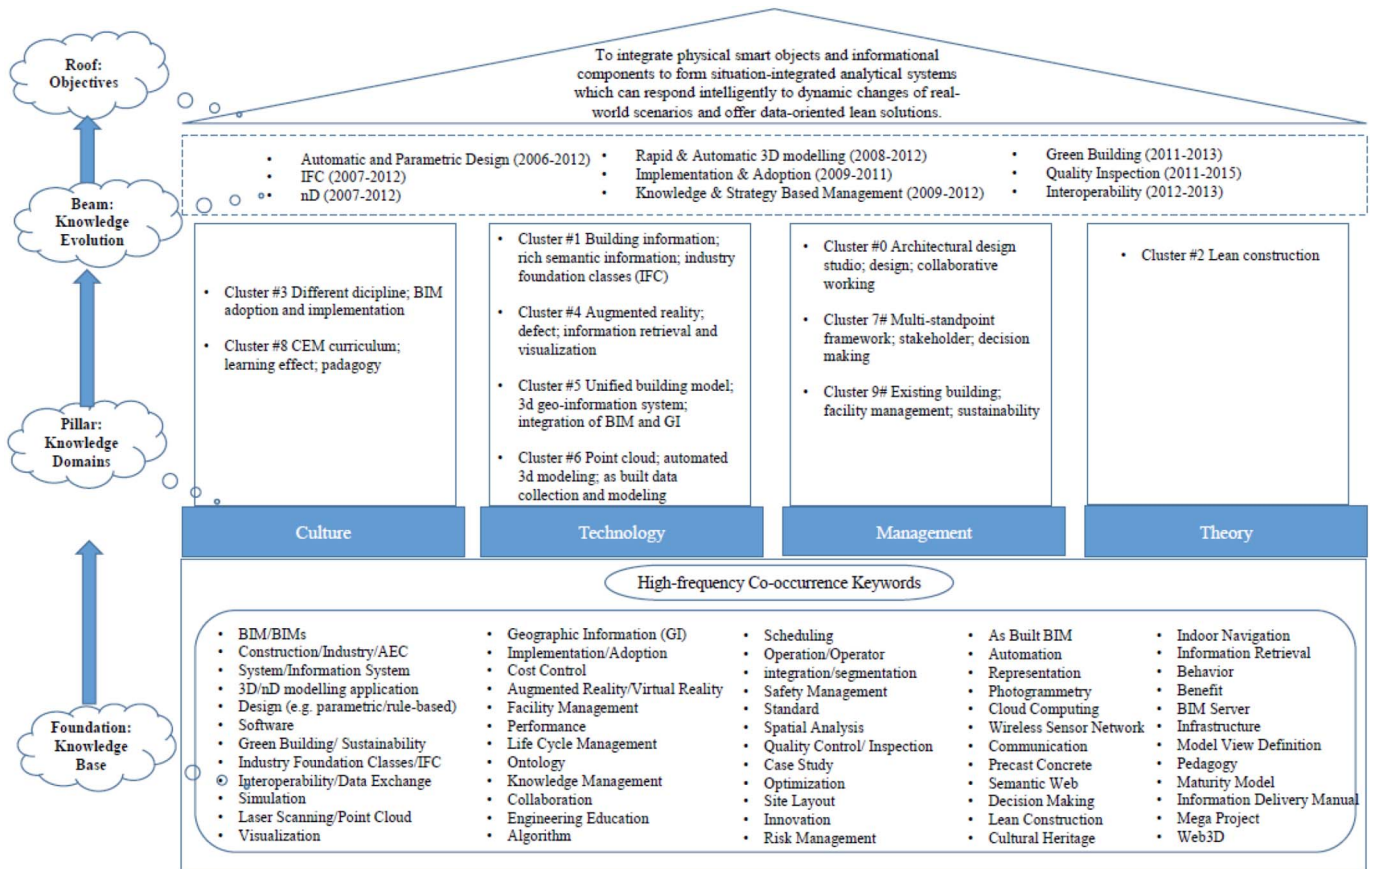 Roof:
Objectives
To integrate physical smart objects and informational
components to form situation-integrated analytical systems
which can respond intelligently to dynamic changes of real-
world scenarios and offer data-oriented lean solutions.
Beam:
Knowledge
Evolution
• Automatic and Parametric Design (2006-2012)
• IFC (2007-2012)
• nD (2007-2012)
• Rapid & Automatic 3D modelling (2008-2012)
• Implementation & Adoption (2009-2011)
• Knowledge & Strategy Based Management (2009-2012)
• Green Building (2011-2013)
• Quality Inspection (2011-2015)
• Interoperability (2012-2013)
Pillar:
Knowledge
Domains
• Cluster #3 Different dicipline; BIM
adoption and implementation
• Cluster #8 CEM curriculum;
learning effect; padagogy
Culture
• Cluster #1 Building information;
rich semantic information; industry
foundation classes (IFC)
• Cluster #4 Augmented reality;
defect; information retrieval and
visualization
• Cluster #5 Unified building model;
3d geo-information system;
integration of BIM and GI
• Cluster #6 Point cloud; automated
3d modeling; as built data
collection and modeling
Technology
• Cluster #0 Architectural design
studio; design; collaborative
working
• Cluster 7# Multi-standpoint
framework; stakeholder; decision
making
• Cluster 9# Existing building;
facility management; sustainability
Management
• Cluster #2 Lean construction
Theory
Foundation:
Knowledge
Base
High-frequency Co-occurrence Keywords
• BIM/BIMs
• Construction/Industry/AEC
• System/Information System
• 3D/nD modelling application
• Design (e.g. parametric/rule-based)
• Software
• Green Building/ Sustainability
• Industry Foundation Classes/IFC
• Interoperability/Data Exchange
• Simulation
• Laser Scanning/Point Cloud
• Visualization
• Geographic Information (GI)
• Implementation/Adoption
• Cost Control
• Augmented Reality/Virtual Reality
• Facility Management
• Performance
• Life Cycle Management
• Ontology
• Knowledge Management
• Collaboration
• Engineering Education
• Algorithm
• Scheduling
• Operation/Operator
• integration/segmentation
• Safety Management
• Standard
• Spatial Analysis
• Quality Control/ Inspection
• Case Study
• Optimization
• Site Layout
• Innovation
• Risk Management
• As Built BIM
• Automation
• Representation
• Photogrammetry
• Cloud Computing
• Wireless Sensor Network
• Communication
• Precast Concrete
• Semantic Web
• Decision Making
• Lean Construction
• Cultural Heritage
• Indoor Navigation
• Information Retrieval
• Behavior
• Benefit
• BIM Server
• Infrastructure
• Model View Definition
• Pedagogy
• Maturity Model
• Information Delivery Manual
• Mega Project
• Web3D